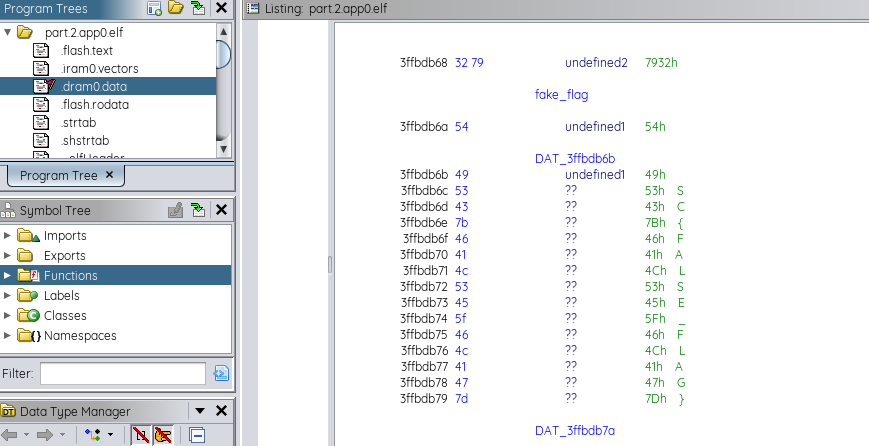 Program Trees
part.2.app0.elf
.flash.text
.iram0.vectors
.dram0.data
.flash.rodata
.strtab
.shstrtab
Program Tree ×
Symbol Tree
Imports
Exports
Functions
Labels
Classes
Namespaces
Filter:
Data Type Manager
Listing: part.2.app0.elf
3ffbdb68 32 79 undefined2 7932h
fake_flag
3ffbdb6a 54 undefined1 54h
DAT_3ffbdb6b
3ffbdb6b 49 undefined1 49h
3ffbdb6c 53 ?? 53h S
3ffbdb6d 43 ?? 43h C
3ffbdb6e 7b ?? 7Bh {
3ffbdb6f 46 ?? 46h F
3ffbdb70 41 ?? 41h A
3ffbdb71 4c ?? 4Ch L
3ffbdb72 53 ?? 53h S
3ffbdb73 45 ?? 45h E
3ffbdb74 5f ?? 5Fh _
3ffbdb75 46 ?? 46h F
3ffbdb76 4c ?? 4Ch L
3ffbdb77 41 ?? 41h A
3ffbdb78 47 ?? 47h G
3ffbdb79 7d ?? 7Dh }
DAT_3ffbdb7a